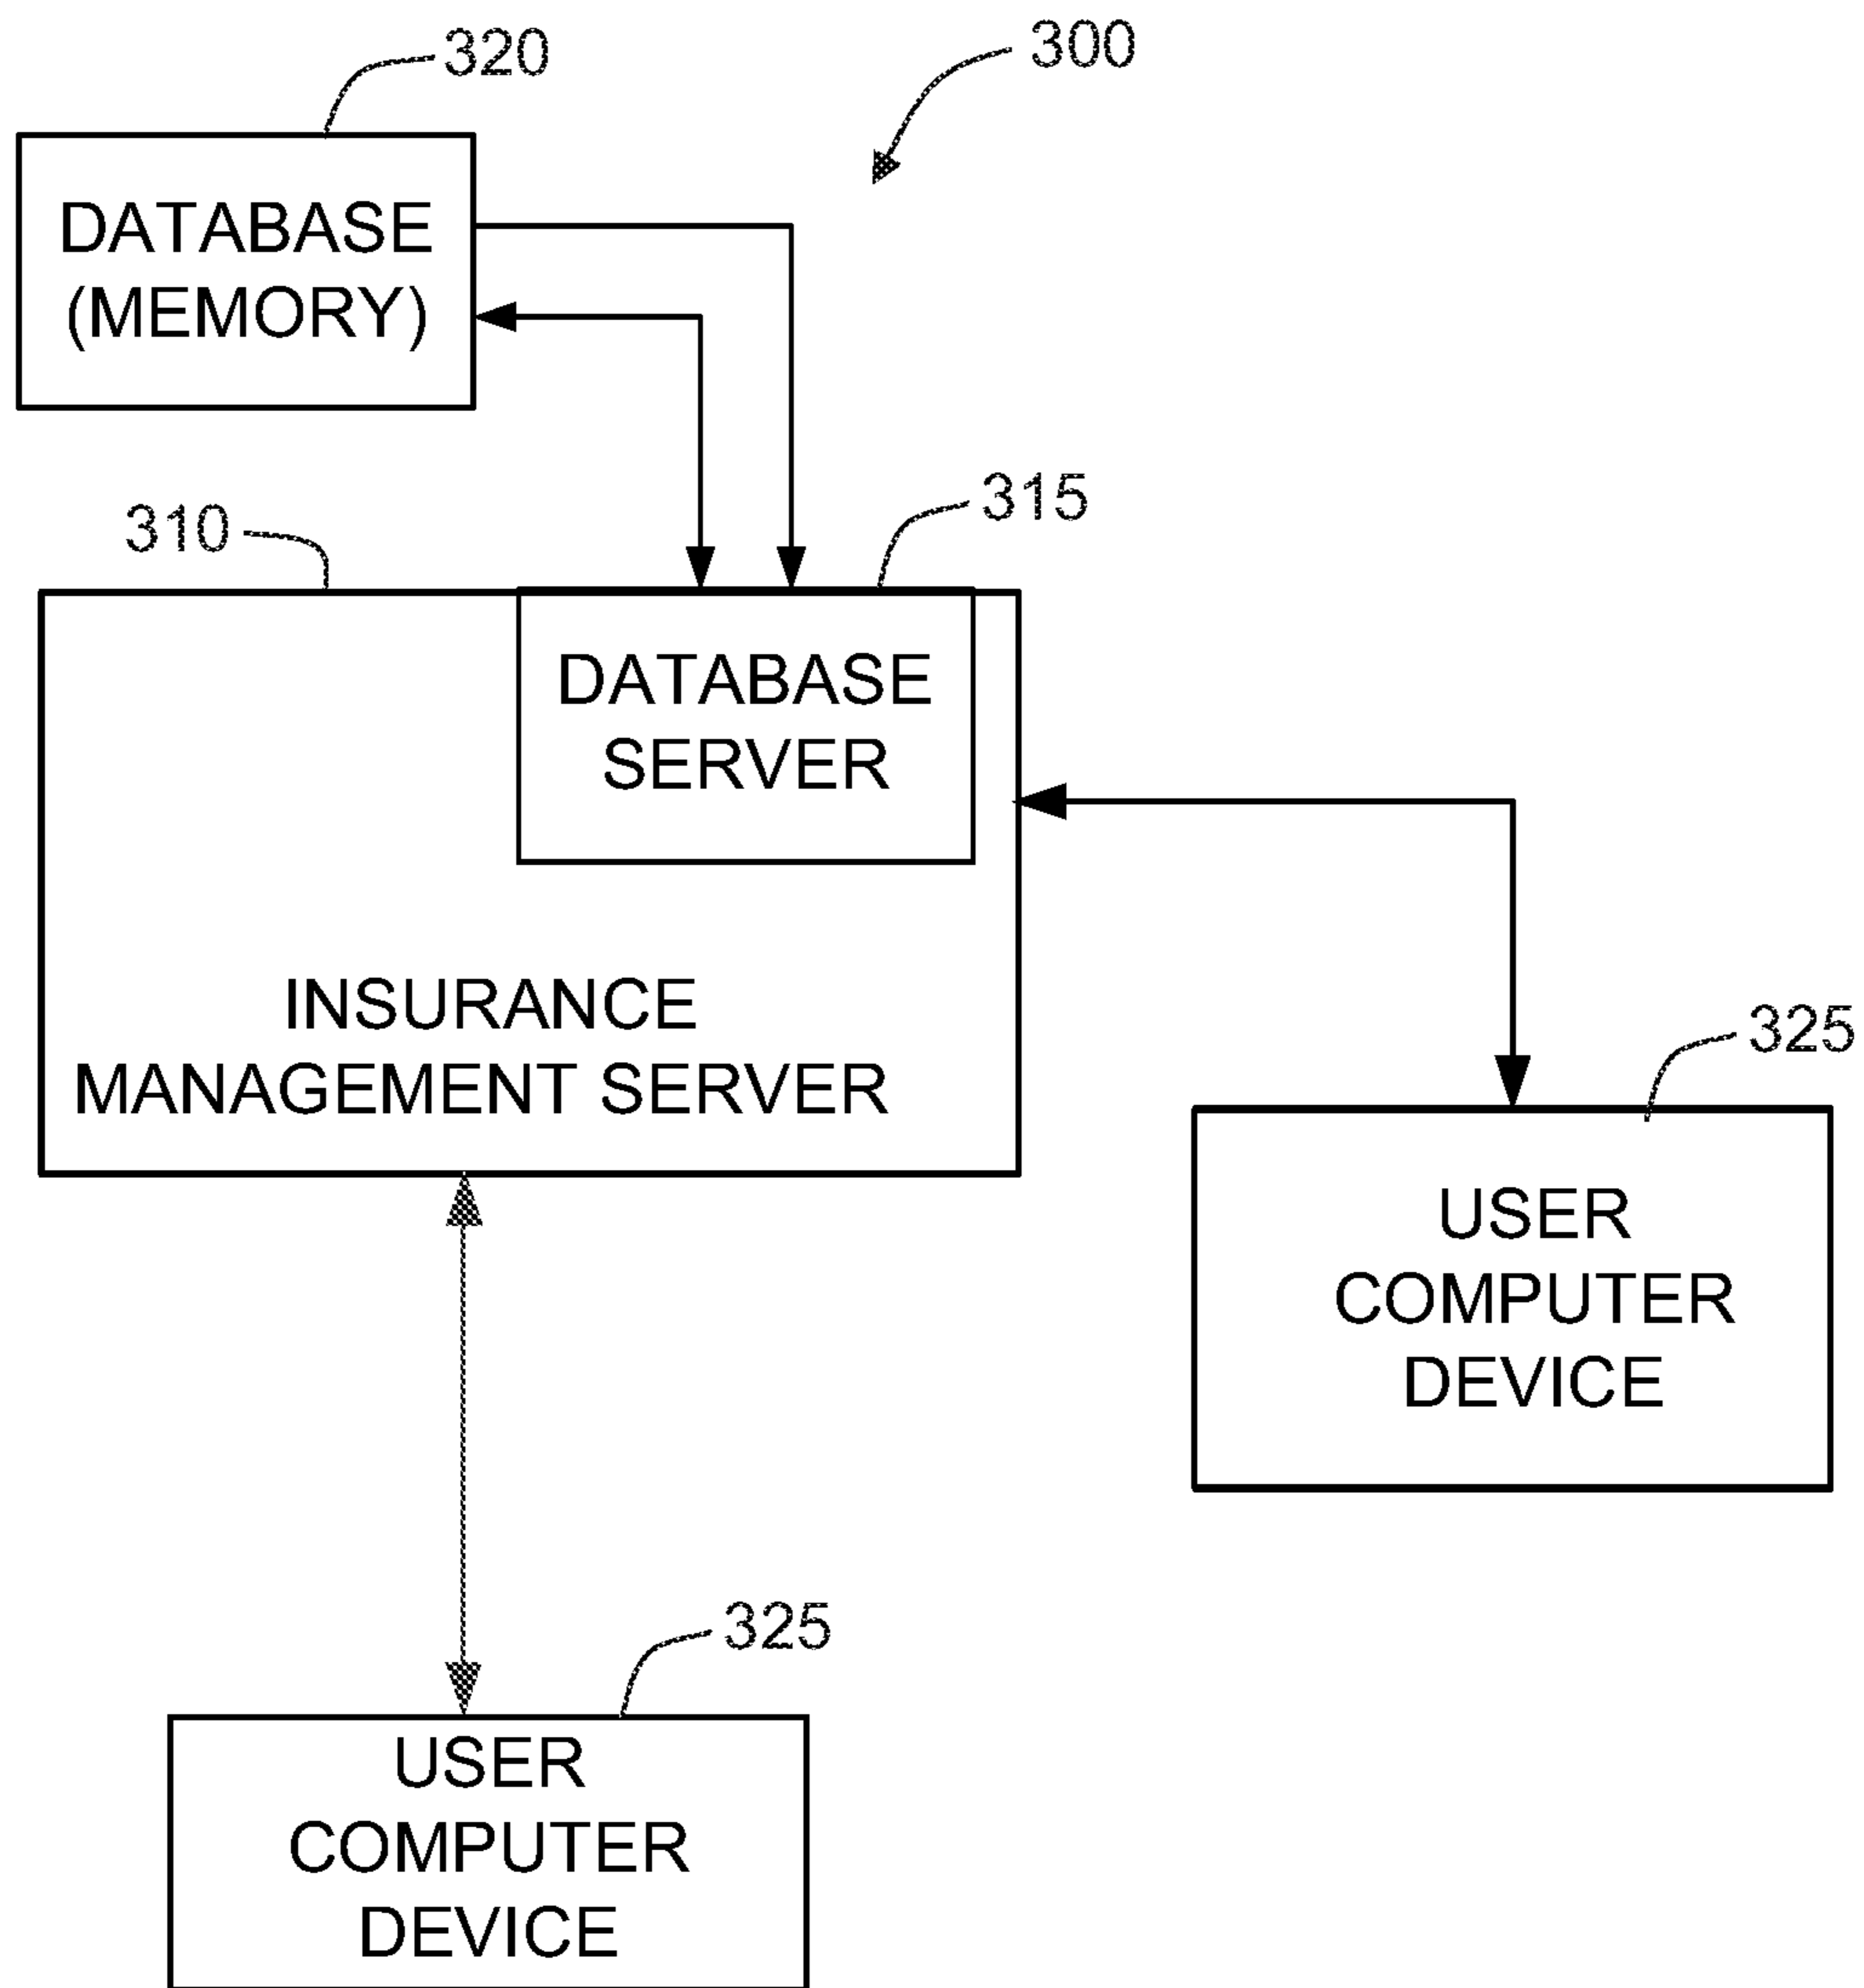 320
300
DATABASE
(MEMORY)
315
310
DATABASE
SERVER
INSURANCE
MANAGEMENT SERVER
325
USER
COMPUTER
DEVICE
325
USER
COMPUTER
DEVICE